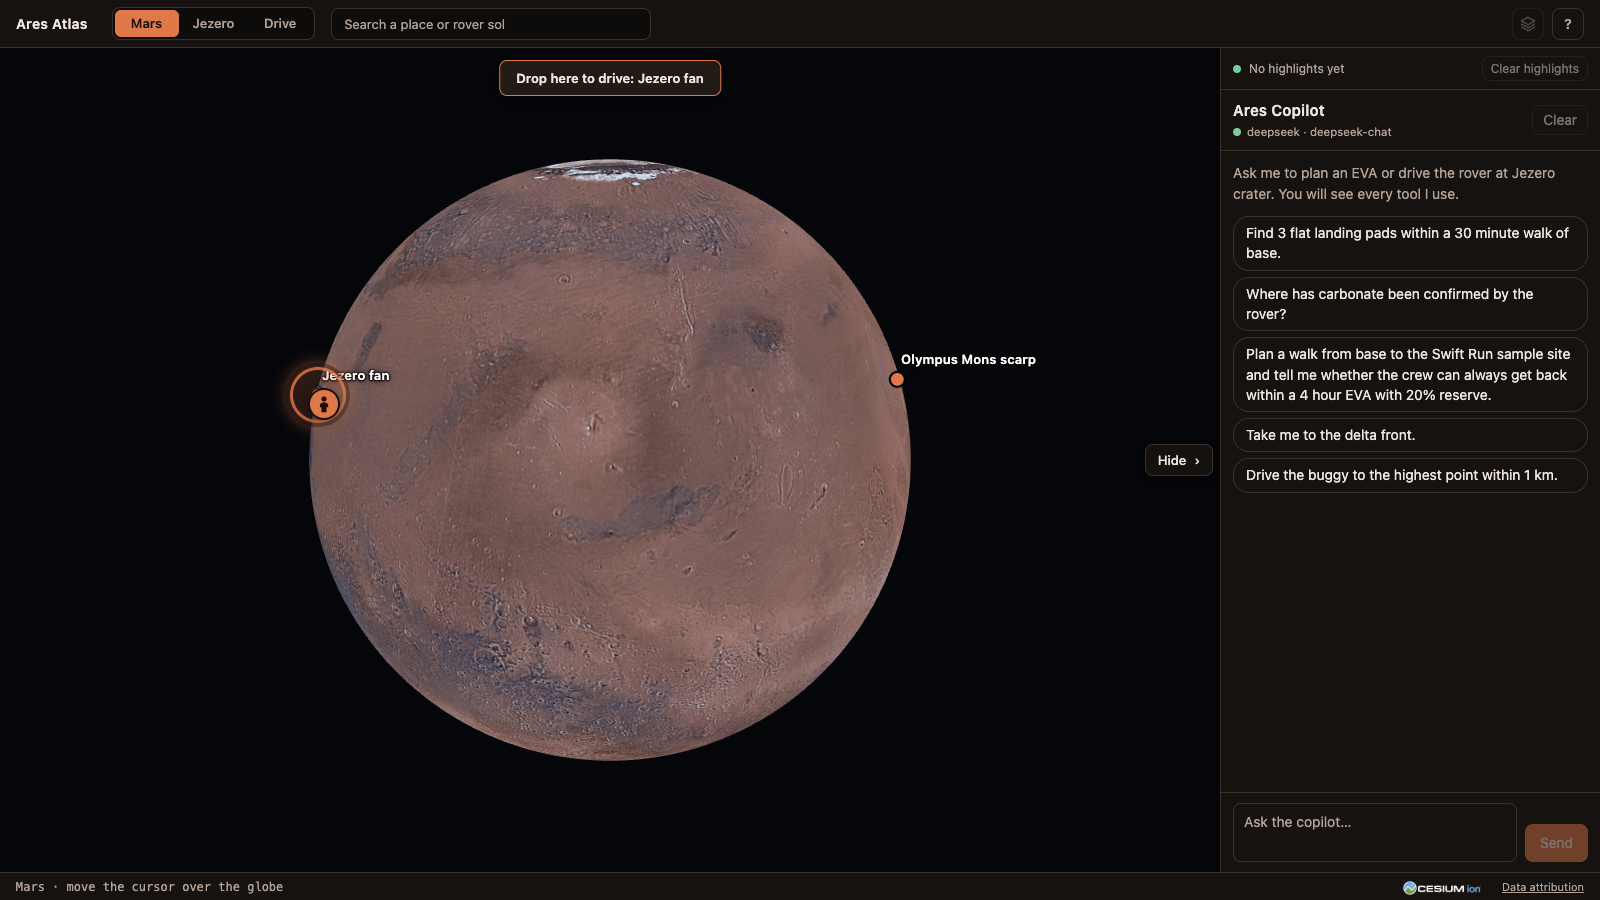 Ares Atlas
Mars
Jezero
Drive
Search a place or rover sol
?
Drop here to drive: Jezero fan
No highlights yet
Clear highlights
Ares Copilot
deepseek · deepseek-chat
Clear
Ask me to plan an EVA or drive the rover at Jezero
crater. You will see every tool I use.
Find 3 flat landing pads within a 30 minute walk of
base.
Where has carbonate been confirmed by the
rover?
Plan a walk from base to the Swift Run sample site
and tell me whether the crew can always get back
within a 4 hour EVA with 20% reserve.
Take me to the delta front.
Drive the buggy to the highest point within 1 km.
Jezero fan
Olympus Mons scarp
Hide ›
Ask the copilot...
Send
Mars · move the cursor over the globe
CESIUM ion
Data attribution